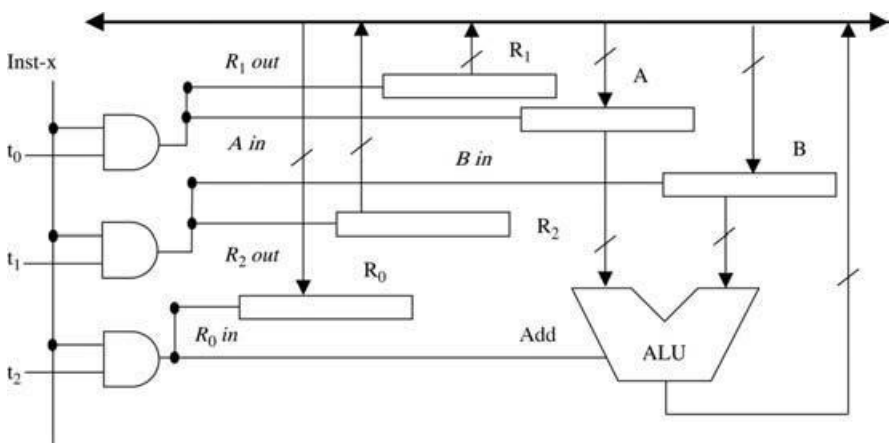 Inst-x
R₁ out
R₁
A
t₀
A in
B in
B
R₂
t₁
R₂ out
R₀
R₀ in
Add
ALU
t₂